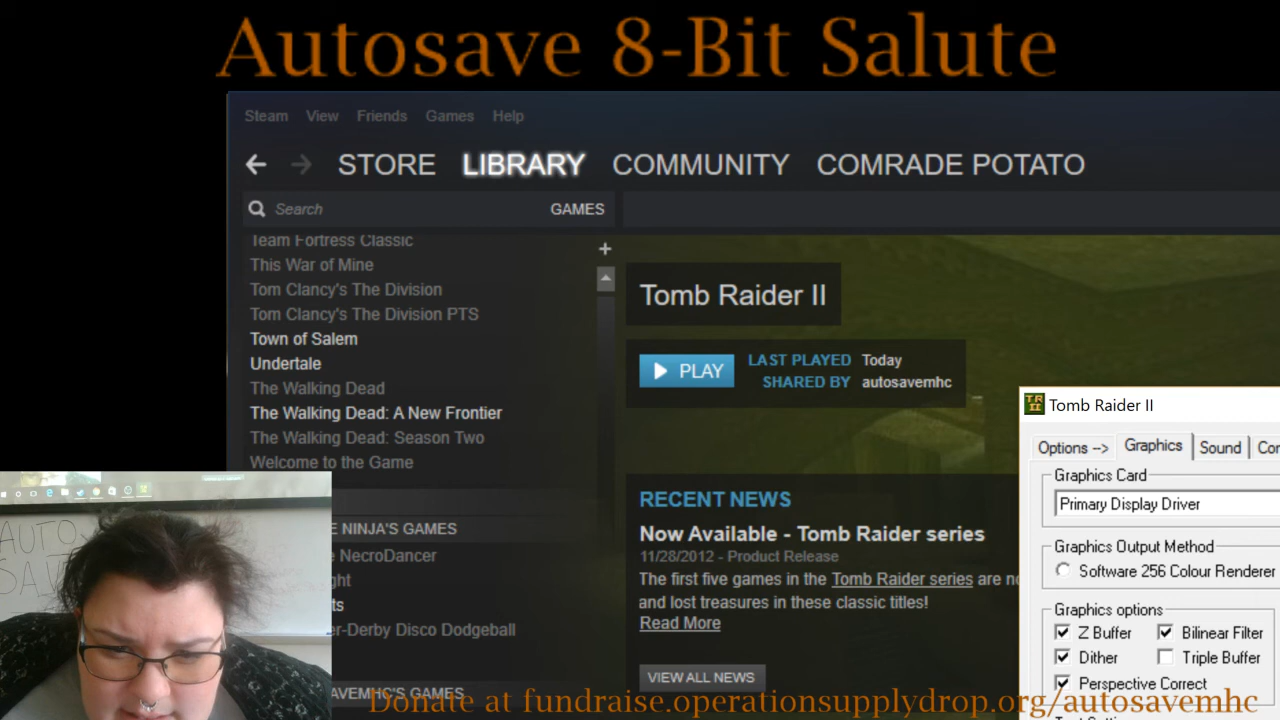 Autosave 8-Bit Salute
Steam View Friends Games Help
STORE LIBRARY COMMUNITY COMRADE POTATO
Search GAMES
Team Fortress Classic
This War of Mine
Tom Clancy's The Division
Tom Clancy's The Division PTS
Town of Salem
Undertale
The Walking Dead
The Walking Dead: A New Frontier
The Walking Dead: Season Two
Welcome to the Game
NINJA'S GAMES
NecroDancer
er-Derby Disco Dodgeball
AVEMHC'S GAMES
Tomb Raider II
PLAY
LAST PLAYED Today
SHARED BY autosavemhc
RECENT NEWS
Now Available - Tomb Raider series
11/28/2012 - Product Release
The first five games in the Tomb Raider series are no
and lost treasures in these classic titles!
Read More
VIEW ALL NEWS
Tomb Raider II
Options --> Graphics Sound Con
Graphics Card
Primary Display Driver
Graphics Output Method
Software 256 Colour Renderer
Graphics options
Z Buffer Bilinear Filter
Dither Triple Buffer
Perspective Correct
AUTO
SAVE
Donate at fundraise.operationsupplydrop.org/autosavemhc